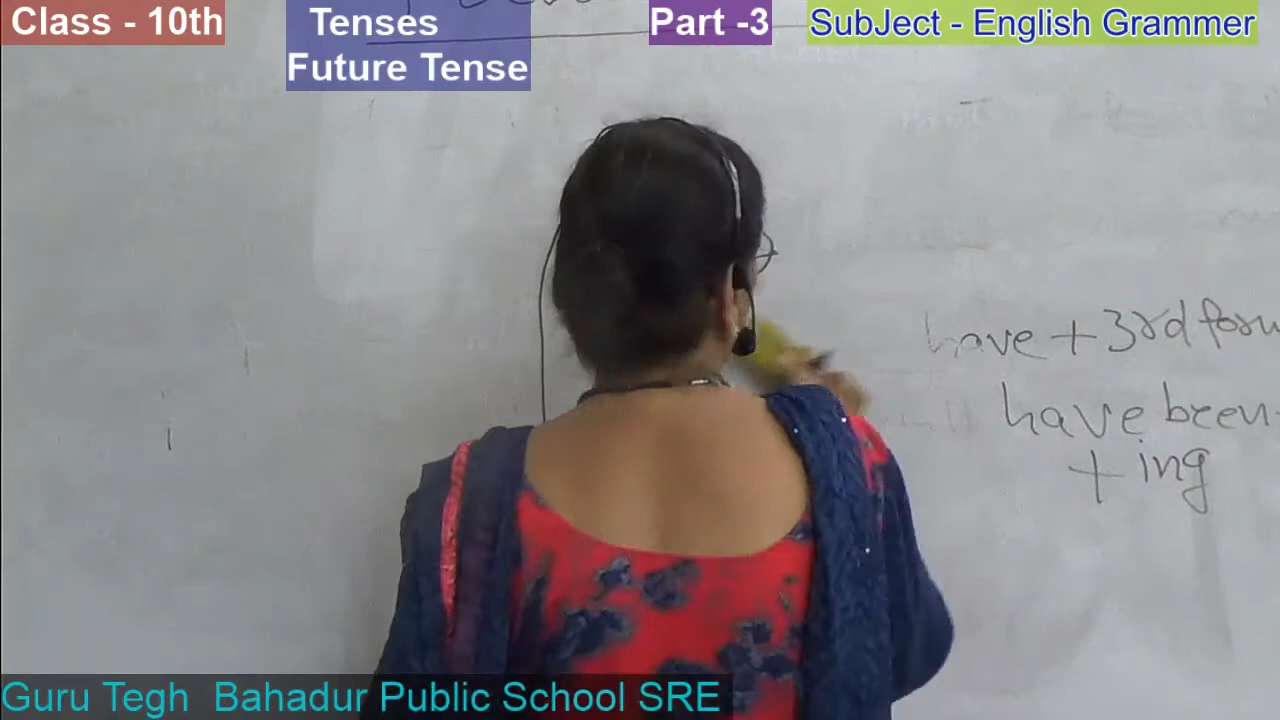 Class - 10th
Tenses
Future Tense
Part -3
SubJect - English Grammer
have + 3rd form
have been
+ ing
Guru Tegh Bahadur Public School SRE